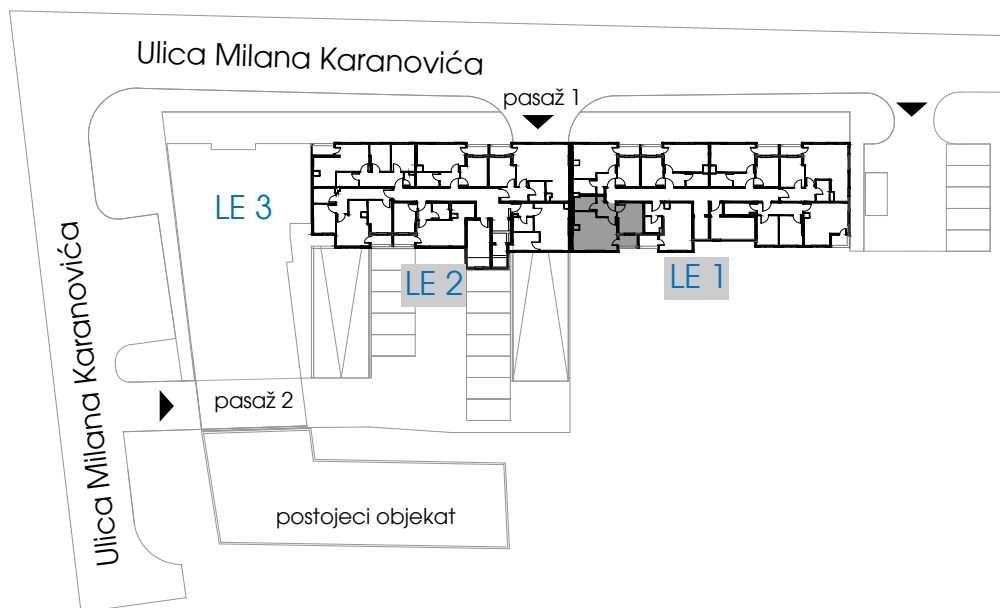 Ulica Milana Karanovića
pasaž 1
LE 3
LE 2
LE 1
Ulica Milana Karanovića
pasaž 2
postojeci objekat